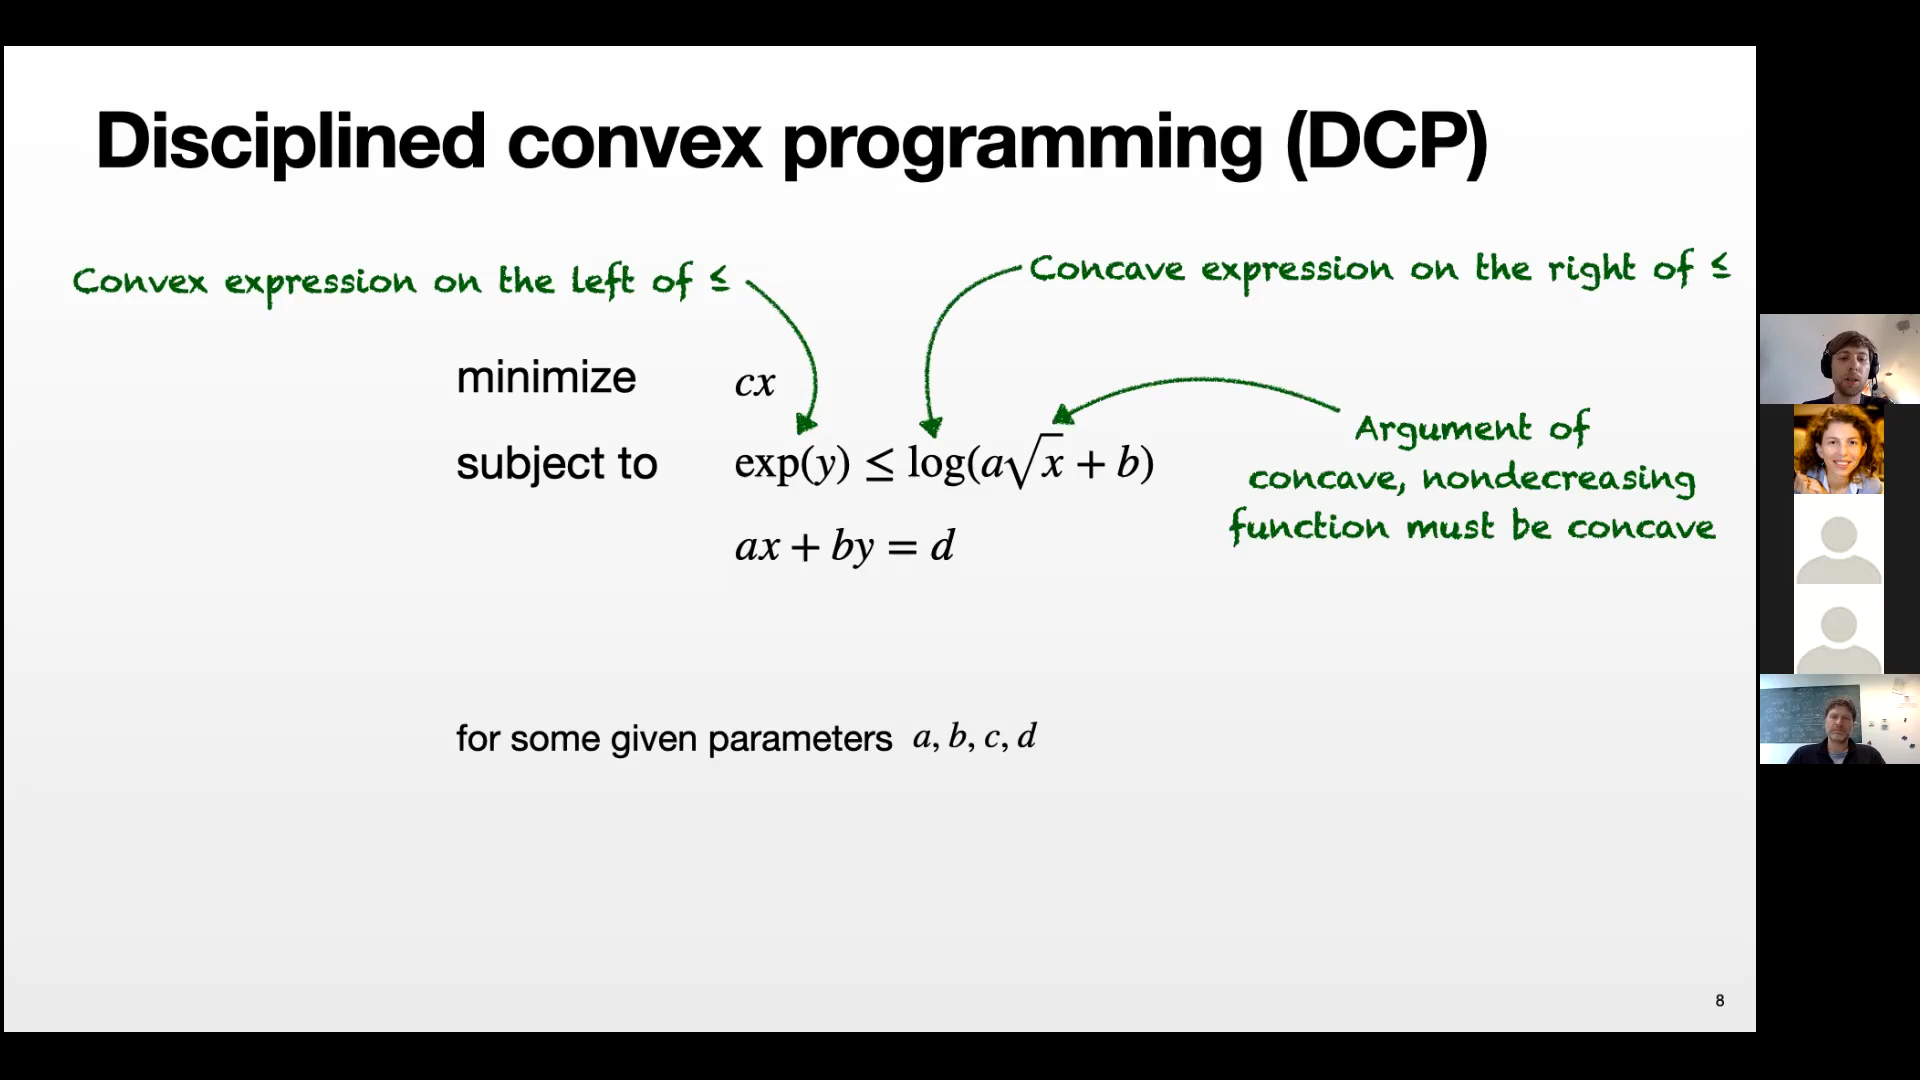 Disciplined convex programming (DCP)
Convex expression on the left of ≤
Concave expression on the right of ≤
minimize cx
subject to exp(y) ≤ log(a√x + b)
Argument of
concave, nondecreasing
function must be concave
ax + by = d
for some given parameters a, b, c, d
8